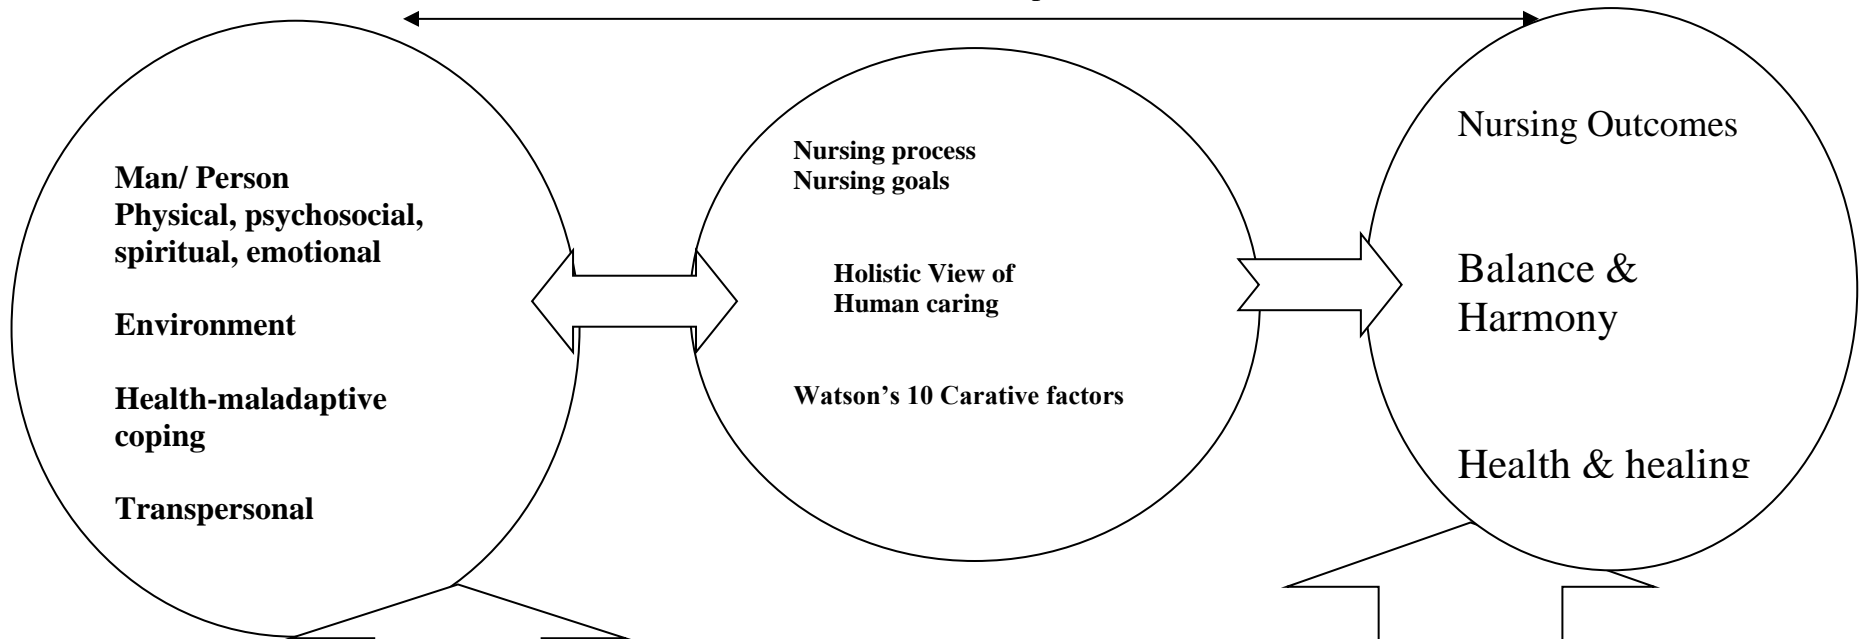 Man/ Person
Physical, psychosocial,
spiritual, emotional
Environment
Health-maladaptive
coping
Transpersonal
Nursing process
Nursing goals
Holistic View of
Human caring
Watson’s 10 Carative factors
Nursing Outcomes
Balance &
Harmony
Health & healing